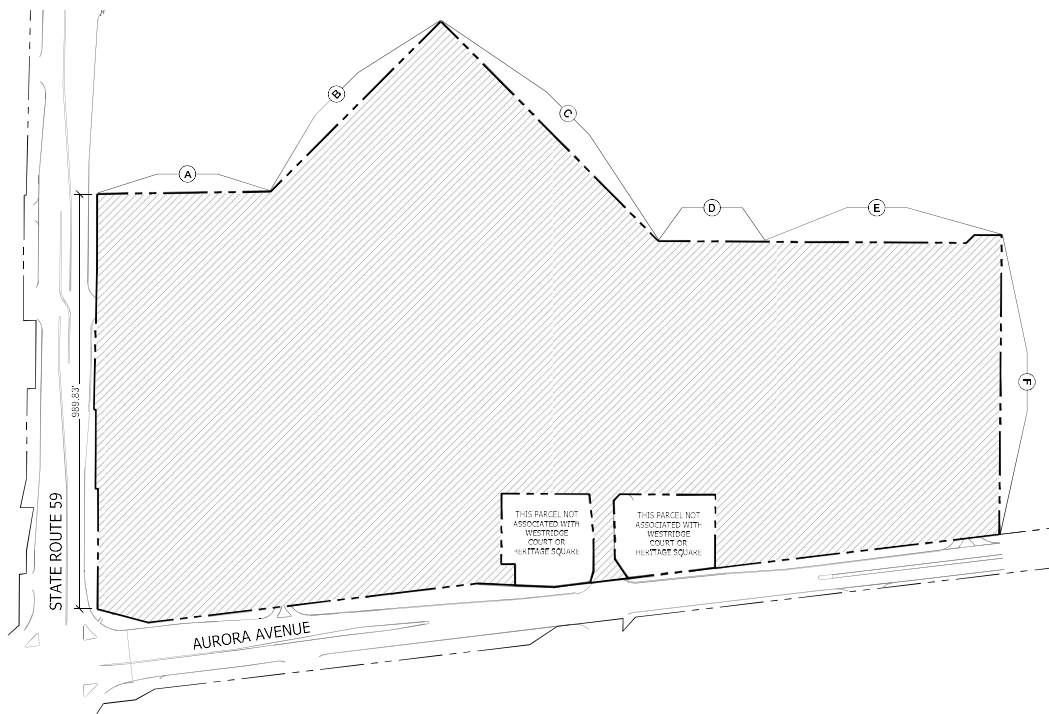 B
C
A
D
E
989.83'
F
STATE ROUTE 59
THIS PARCEL NOT
ASSOCIATED WITH
WESTRIDGE
COURT OR
HERITAGE SQUARE
THIS PARCEL NOT
ASSOCIATED WITH
WESTRIDGE
COURT OR
HERITAGE SQUARE
AURORA AVENUE